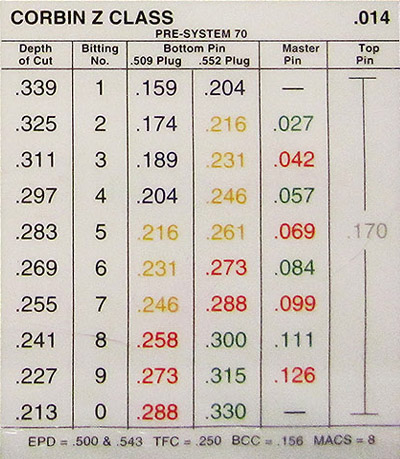 CORBIN Z CLASS .014
PRE-SYSTEM 70
Depth Bitting Bottom Pin Master Top
of Cut No. .509 Plug .552 Plug Pin Pin
.339 1 .159 .204 —
.325 2 .174 .216 .027
.311 3 .189 .231 .042
.297 4 .204 .246 .057
.283 5 .216 .261 .069 .170
.269 6 .231 .273 .084
.255 7 .246 .288 .099
.241 8 .258 .300 .111
.227 9 .273 .315 .126
.213 0 .288 .330 —
EPD = .500 & .543 TFC = .250 BCC = .156 MACS = 8